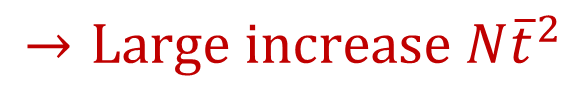 → Large increase 𝑁𝑡̅²